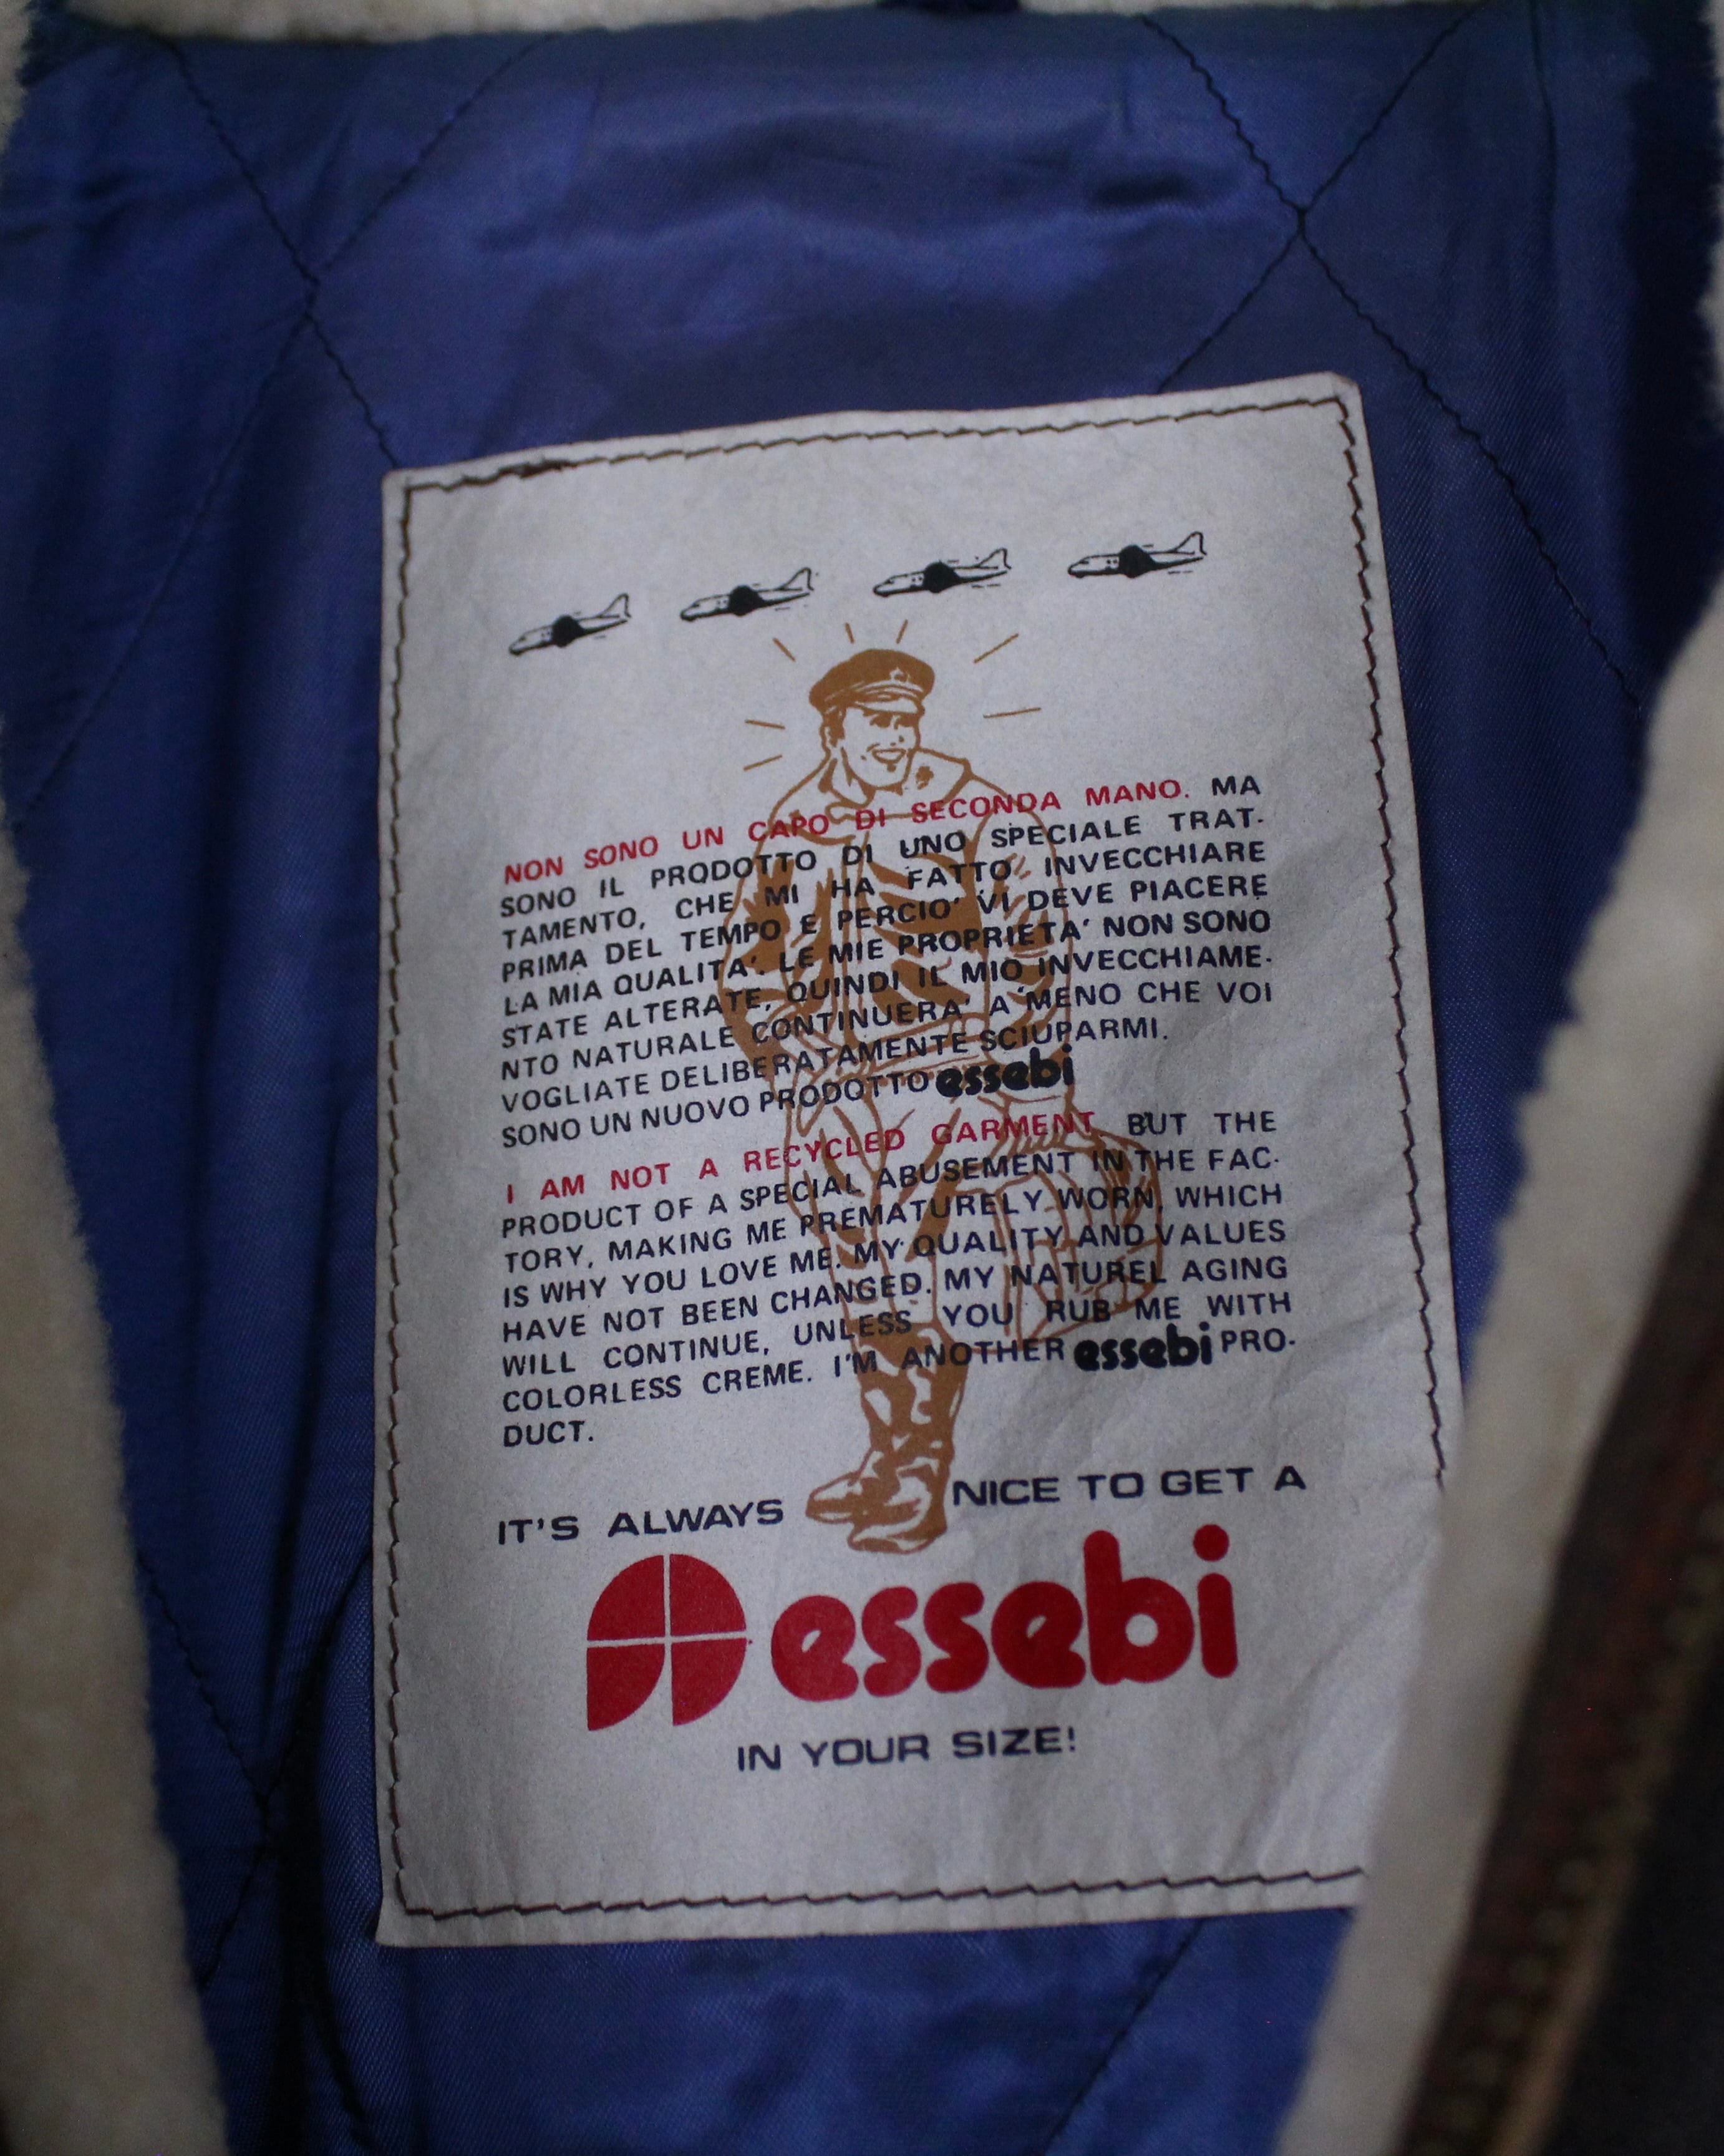 NON SONO UN CAPO DI SECONDA MANO. MA
SONO IL PRODOTTO DI UNO SPECIALE TRAT-
TAMENTO, CHE MI HA FATTO INVECCHIARE
PRIMA DEL TEMPO E PERCIO' VI DEVE PIACERE
LA MIA QUALITA'. LE MIE PROPRIETA' NON SONO
STATE ALTERATE, QUINDI IL MIO INVECCHIAME-
NTO NATURALE CONTINUERA' A MENO CHE VOI
VOGLIATE DELIBERATAMENTE SCIUPARMI.
SONO UN NUOVO PRODOTTO essebi
I AM NOT A RECYCLED GARMENT, BUT THE
PRODUCT OF A SPECIAL ABUSEMENT IN THE FAC-
TORY, MAKING ME PREMATURELY WORN, WHICH
IS WHY YOU LOVE ME. MY QUALITY AND VALUES
HAVE NOT BEEN CHANGED. MY NATUREL AGING
WILL CONTINUE, UNLESS YOU RUB ME WITH
COLORLESS CREME. I'M ANOTHER essebi PRO-
DUCT.
IT'S ALWAYS NICE TO GET A
essebi
IN YOUR SIZE!